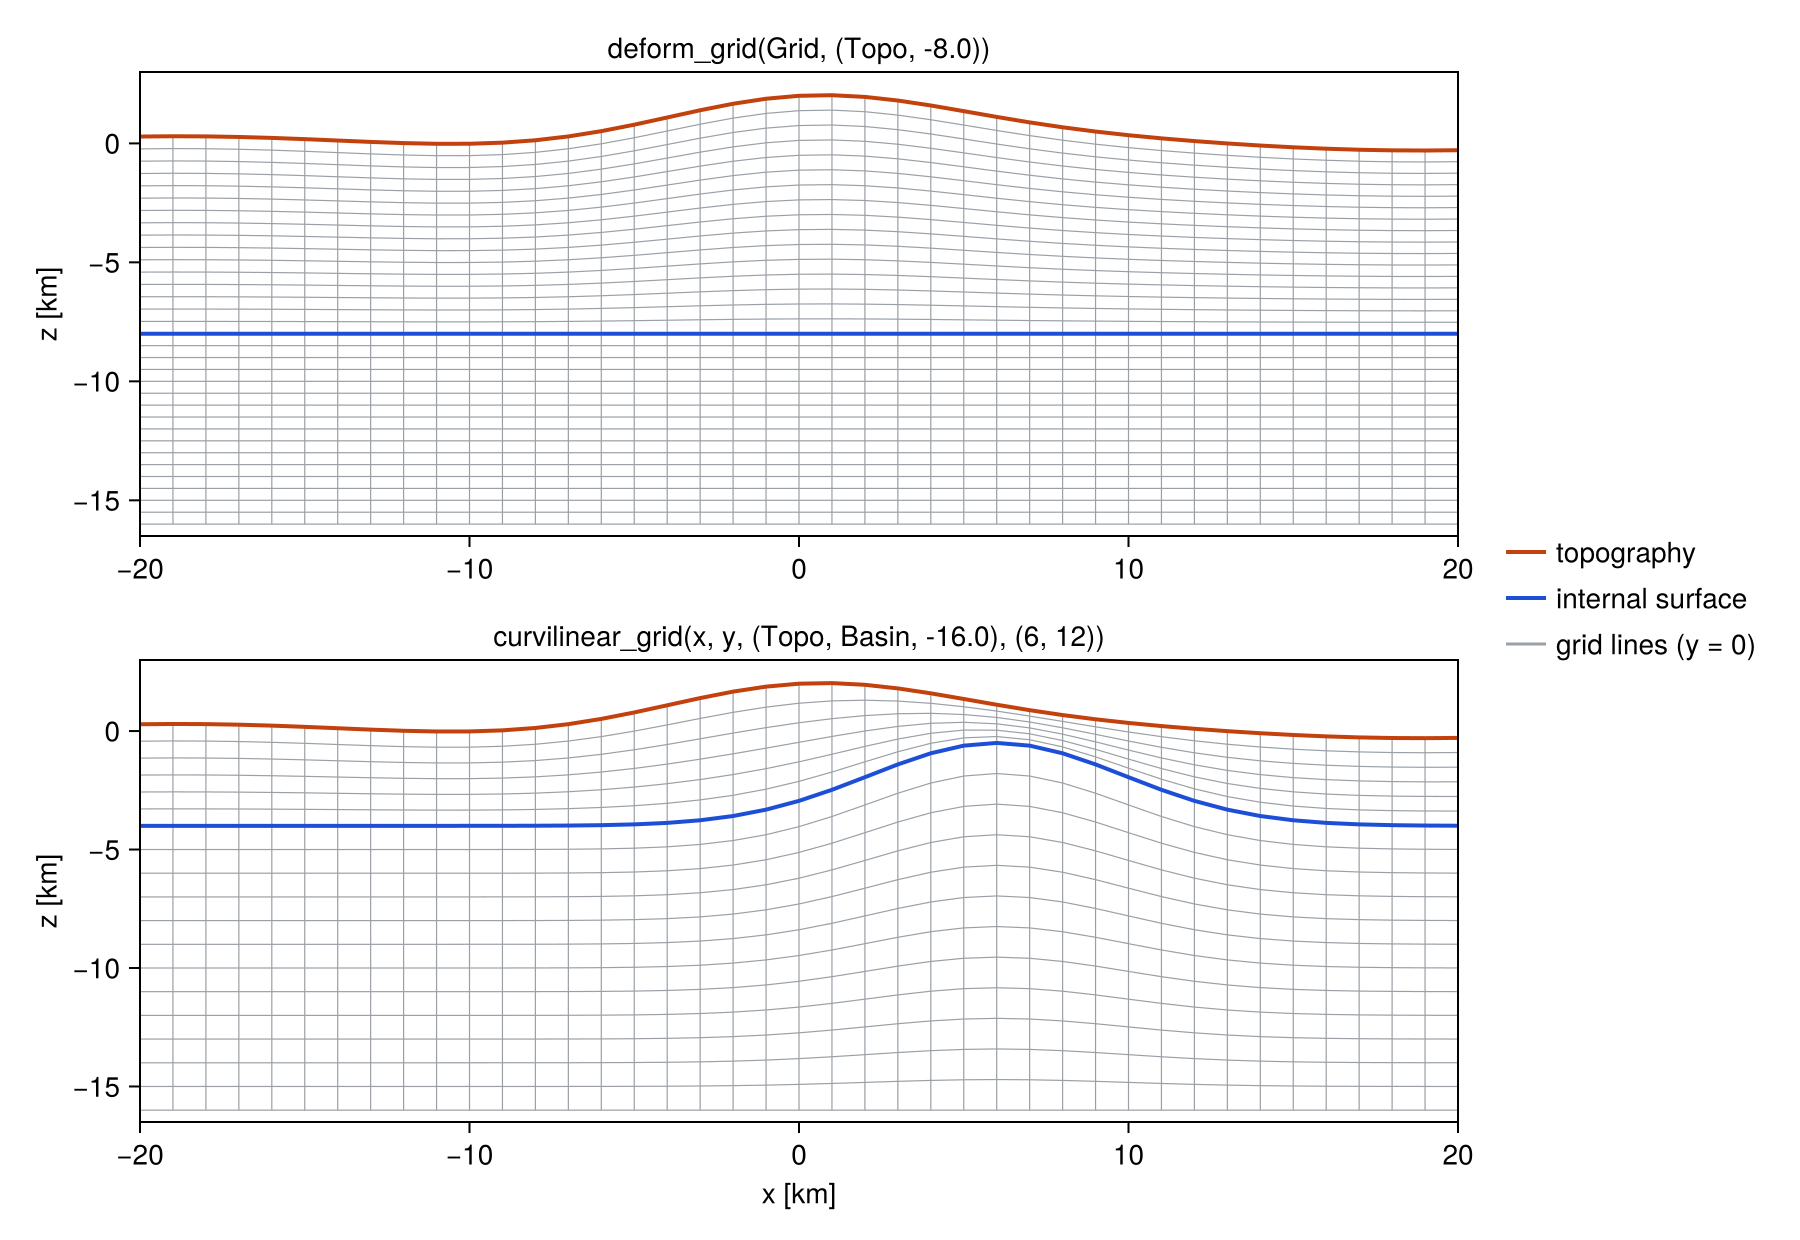 deform_grid(Grid, (Topo, -8.0))
z [km]
0
−5
−10
−15
−20
−10
0
10
20
topography
internal surface
grid lines (y = 0)
curvilinear_grid(x, y, (Topo, Basin, -16.0), (6, 12))
z [km]
0
−5
−10
−15
−20
−10
0
10
20
x [km]